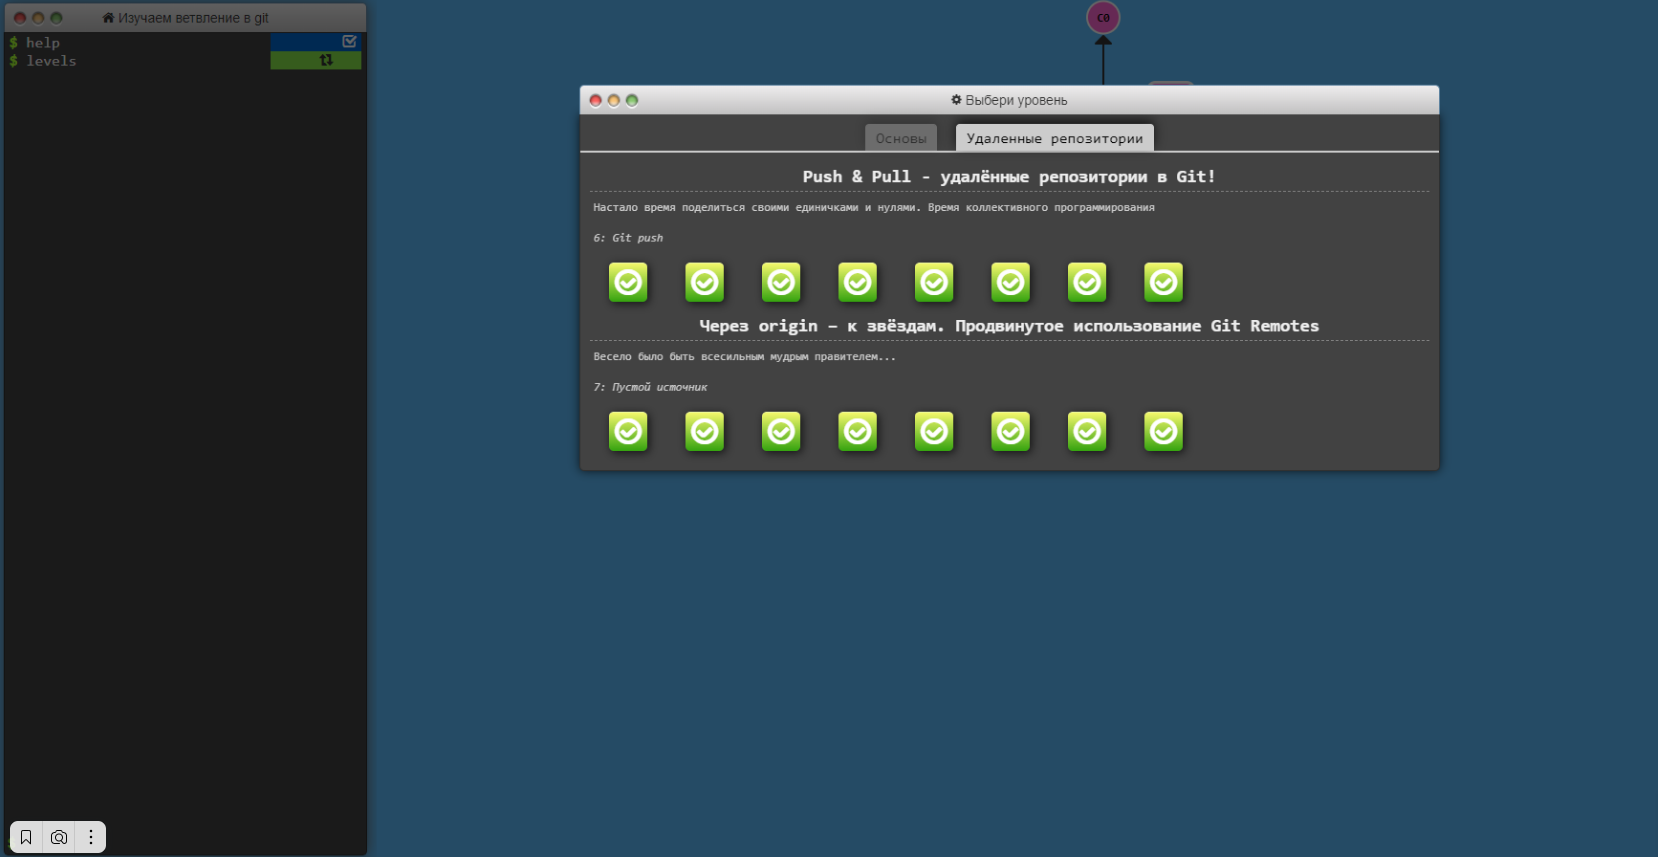 Изучаем ветвление в git
$ help
$ levels
C0
Выбери уровень
Основы
Удаленные репозитории
Push & Pull - удалённые репозитории в Git!
Настало время поделиться своими единичками и нулями. Время коллективного программирования
6: Git push
Через origin – к звёздам. Продвинутое использование Git Remotes
Весело было быть всесильным мудрым правителем...
7: Пустой источник